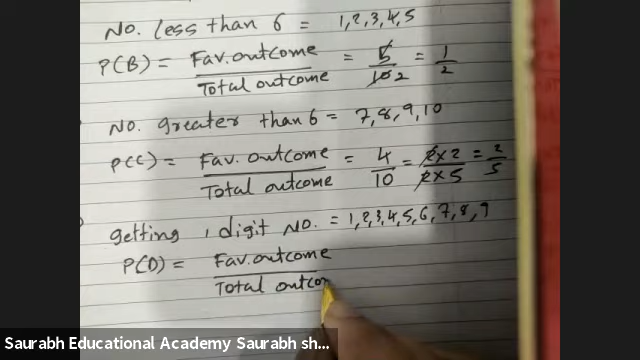 No. less than 6 = 1,2,3,4,5
P(B) = Fav. outcome / Total outcome = 5/10 2 = 1/2
No. greater than 6 = 7,8,9,10
P(C) = Fav. outcome / Total outcome = 4/10 = 2×2/2×5 = 2/5
getting 1 digit No. = 1,2,3,4,5,6,7,8,9
P(D) = Fav. outcome / Total outco
Saurabh Educational Academy Saurabh sh...